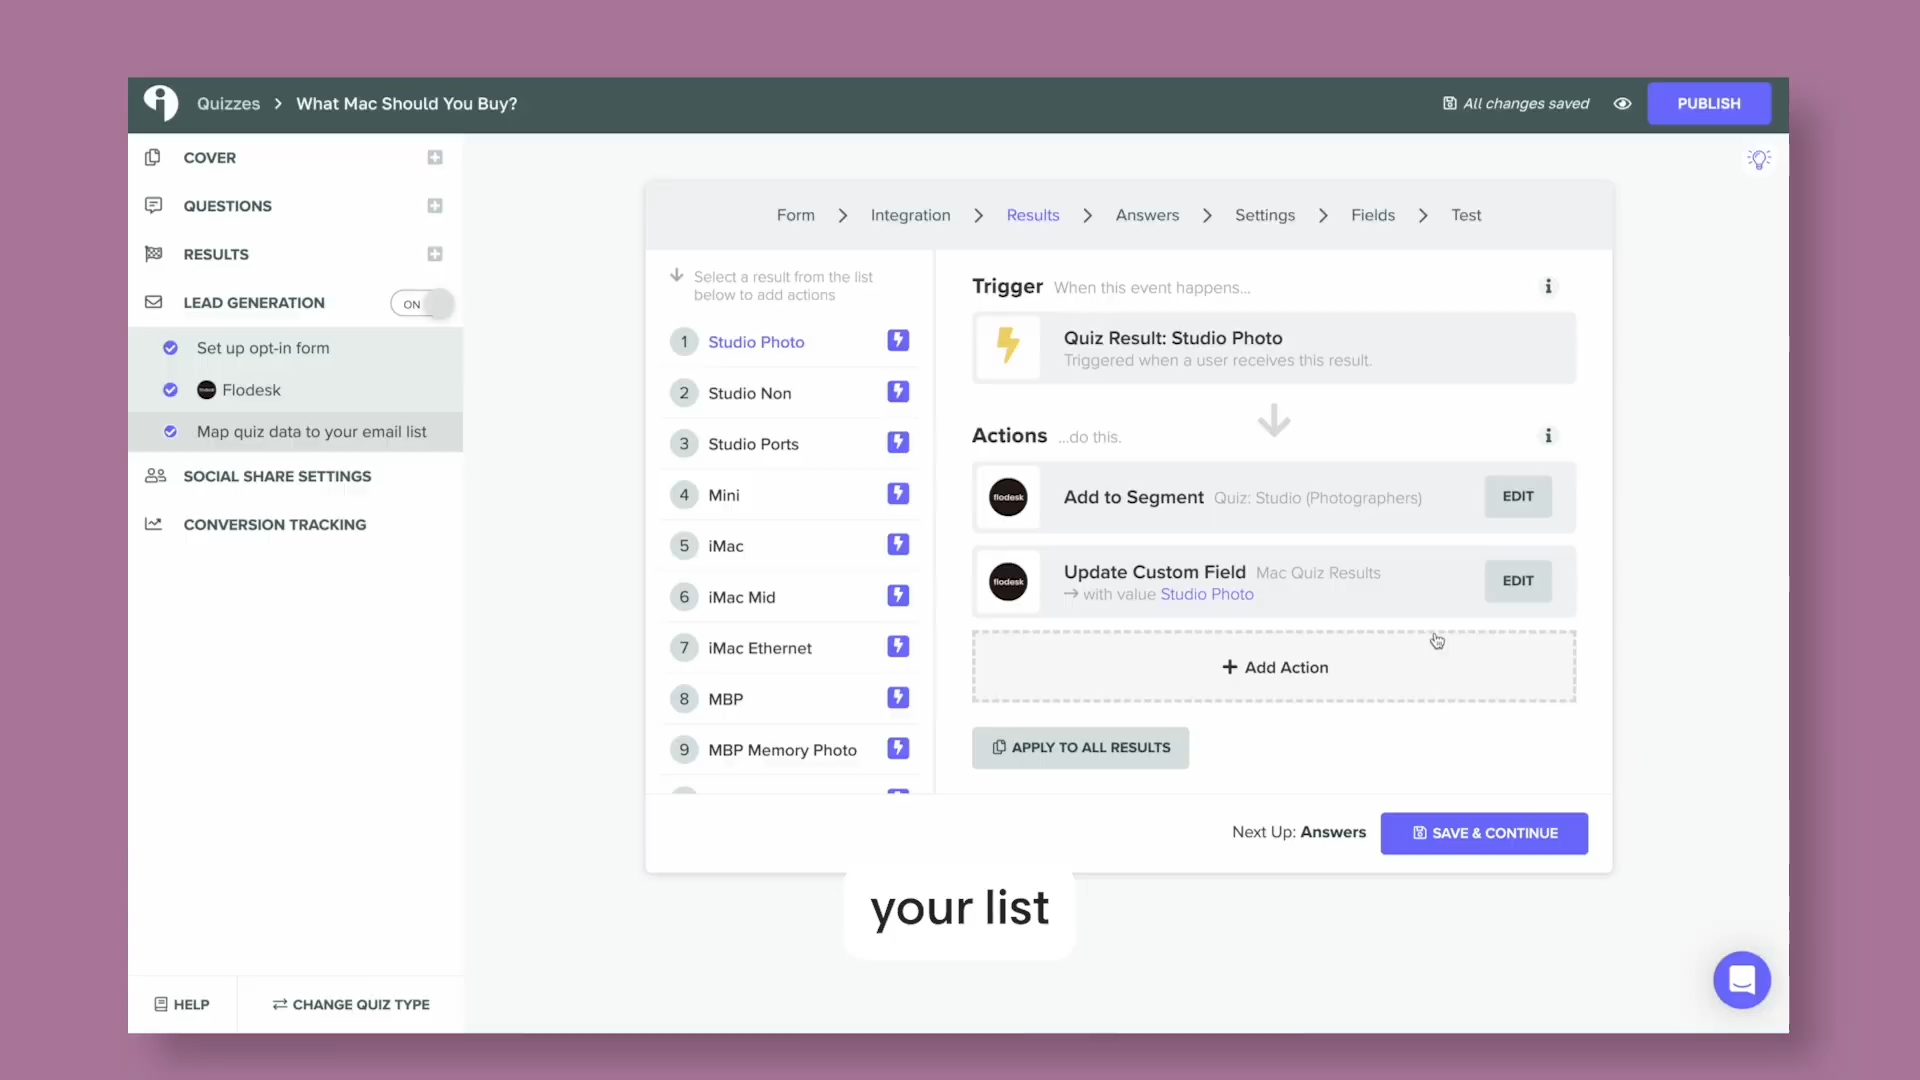 Quizzes > What Mac Should You Buy?
All changes saved
PUBLISH
COVER
QUESTIONS
RESULTS
LEAD GENERATION
ON
Set up opt-in form
Flodesk
Map quiz data to your email list
SOCIAL SHARE SETTINGS
CONVERSION TRACKING
HELP
CHANGE QUIZ TYPE
Form > Integration > Results > Answers > Settings > Fields > Test
Select a result from the list
below to add actions
1 Studio Photo
2 Studio Non
3 Studio Ports
4 Mini
5 iMac
6 iMac Mid
7 iMac Ethernet
8 MBP
9 MBP Memory Photo
Trigger When this event happens...
Quiz Result: Studio Photo
Triggered when a user receives this result.
Actions ...do this.
flodesk
Add to Segment Quiz: Studio (Photographers)
EDIT
flodesk
Update Custom Field Mac Quiz Results
→ with value Studio Photo
EDIT
+ Add Action
APPLY TO ALL RESULTS
Next Up: Answers
SAVE & CONTINUE
your list